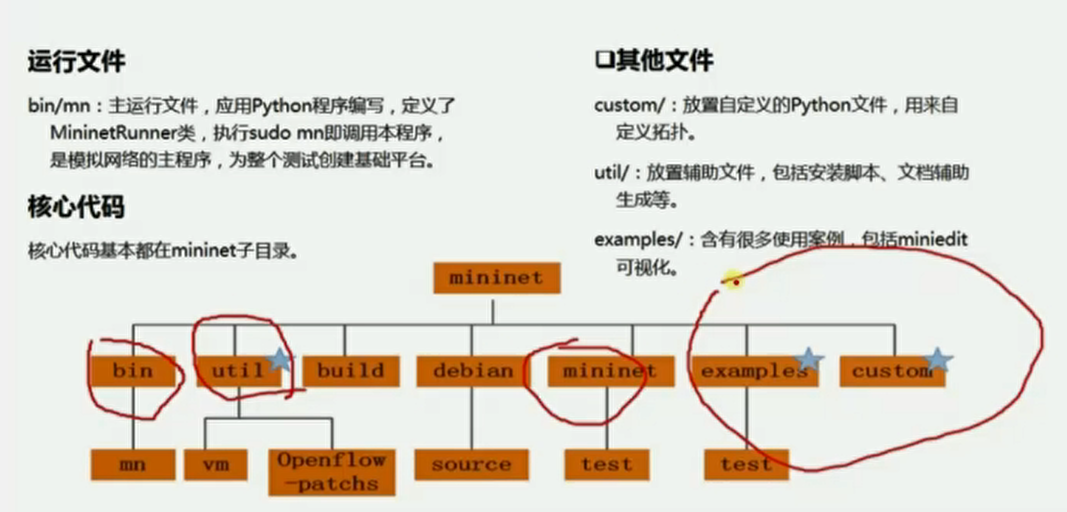 运行文件
bin/mn：主运行文件，应用Python程序编写，定义了
MininetRunner类，执行sudo mn即调用本程序，
是模拟网络的主程序，为整个测试创建基础平台。
核心代码
核心代码基本都在mininet子目录。
❑其他文件
custom/：放置自定义的Python文件，用来自
定义拓扑。
util/：放置辅助文件，包括安装脚本、文档辅助
生成等。
examples/：含有很多使用案例，包括miniedit
可视化。
mininet
bin util build debian mininet examples custom
mn vm Openflow source test test
-patchs